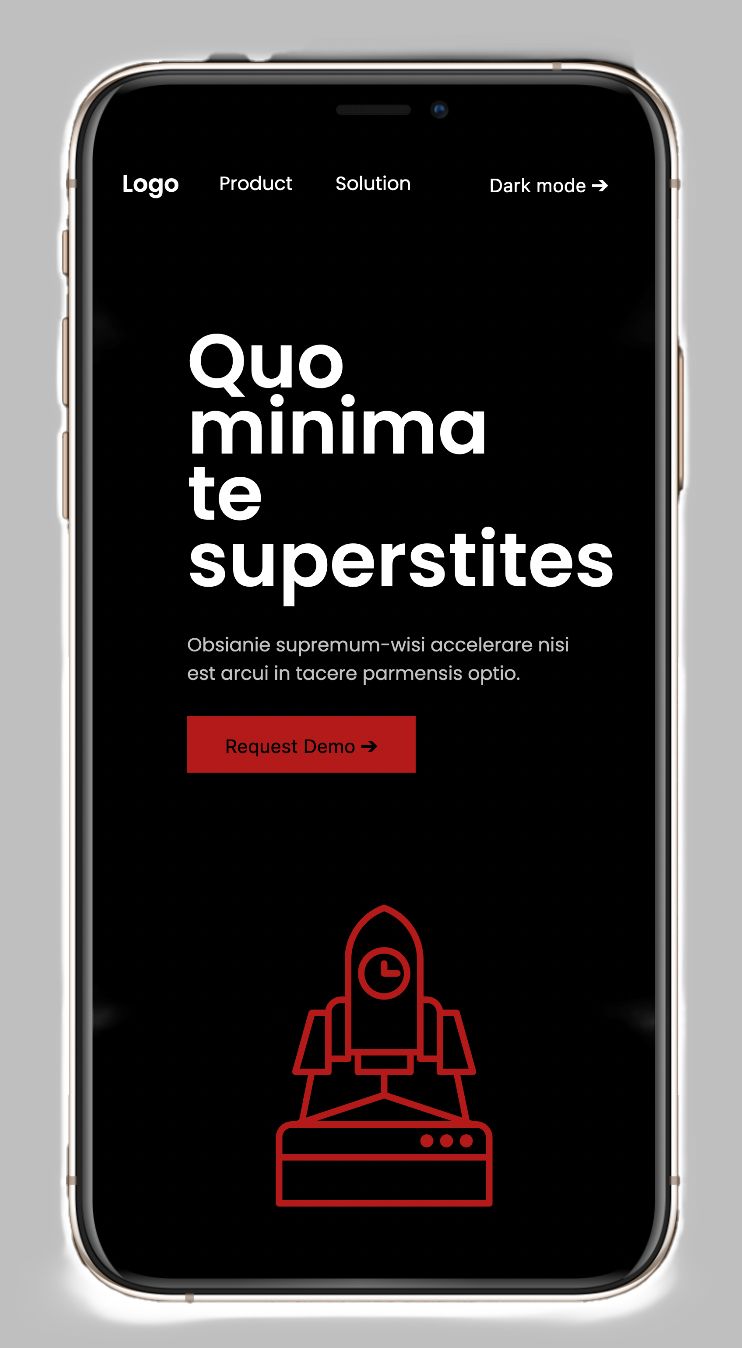 Logo Product Solution Dark mode ➔
Quo
minima
te
superstites
Obsianie supremum-wisi accelerare nisi
est arcui in tacere parmensis optio.
Request Demo ➔